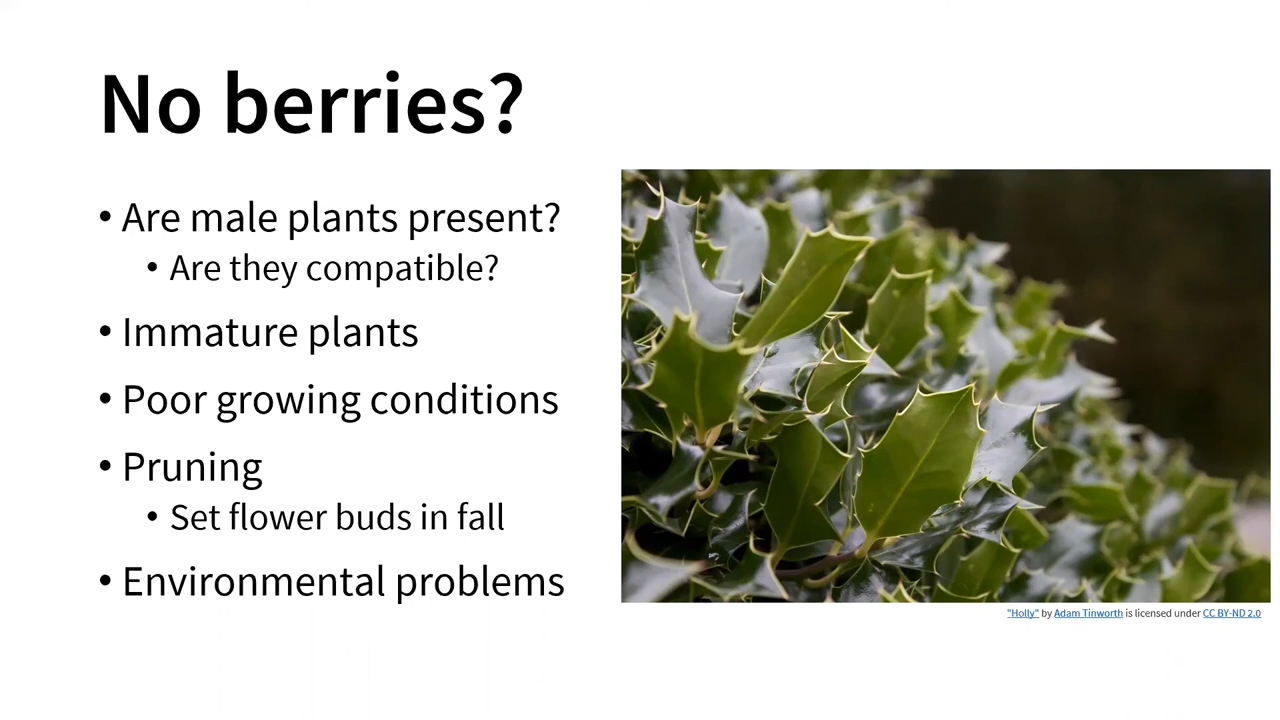 No berries?
• Are male plants present?
• Are they compatible?
• Immature plants
• Poor growing conditions
• Pruning
• Set flower buds in fall
• Environmental problems
"Holly" by Adam Tinworth is licensed under CC BY-ND 2.0